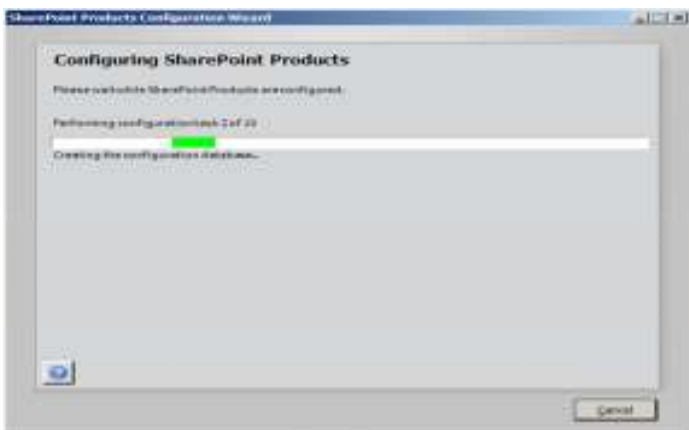 SharePoint Products Configuration Wizard
Configuring SharePoint Products
Please wait while SharePoint Products are configured.
Performing configuration task 2 of 10
Creating the configuration database...
Cancel